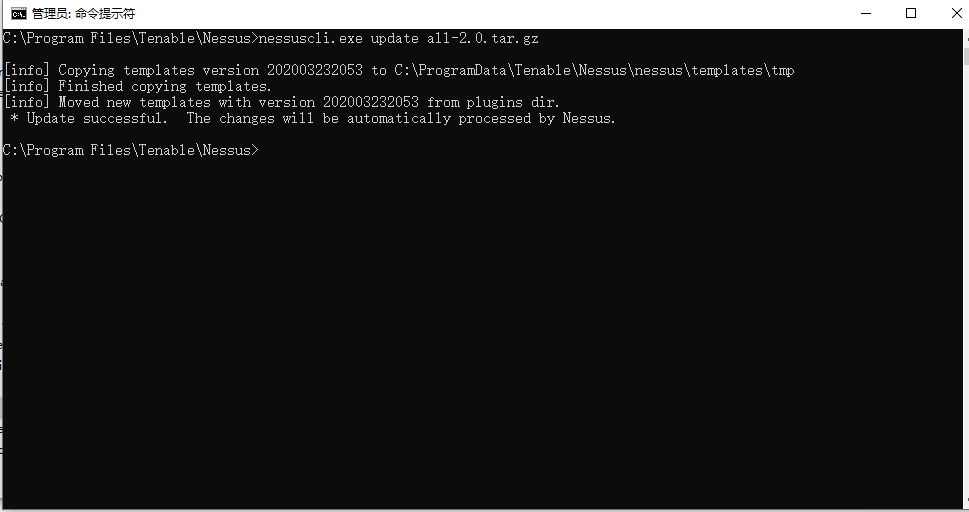 管理员: 命令提示符
C:\Program Files\Tenable\Nessus>nessuscli.exe update all-2.0.tar.gz
[info] Copying templates version 202003232053 to C:\ProgramData\Tenable\Nessus\nessus\templates\tmp
[info] Finished copying templates.
[info] Moved new templates with version 202003232053 from plugins dir.
* Update successful.  The changes will be automatically processed by Nessus.
C:\Program Files\Tenable\Nessus>